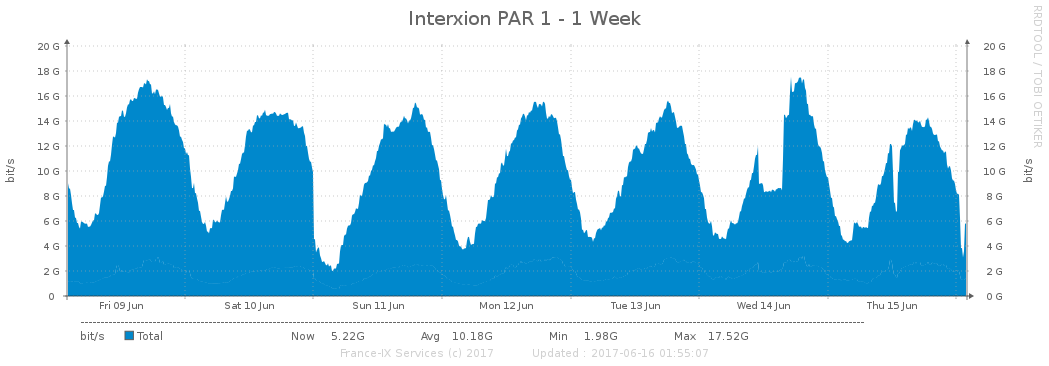 Interxion PAR 1 - 1 Week
RRDTOOL / TOBI OETIKER
20 G 20 G
18 G 18 G
16 G 16 G
14 G 14 G
12 G 12 G
10 G 10 G
8 G 8 G
6 G 6 G
4 G 4 G
2 G 2 G
0 0 G
bit/s bit/s
Fri 09 Jun Sat 10 Jun Sun 11 Jun Mon 12 Jun Tue 13 Jun Wed 14 Jun Thu 15 Jun
bit/s Total Now 5.22G Avg 10.18G Min 1.98G Max 17.52G
France-IX Services (c) 2017 Updated : 2017-06-16 01:55:07